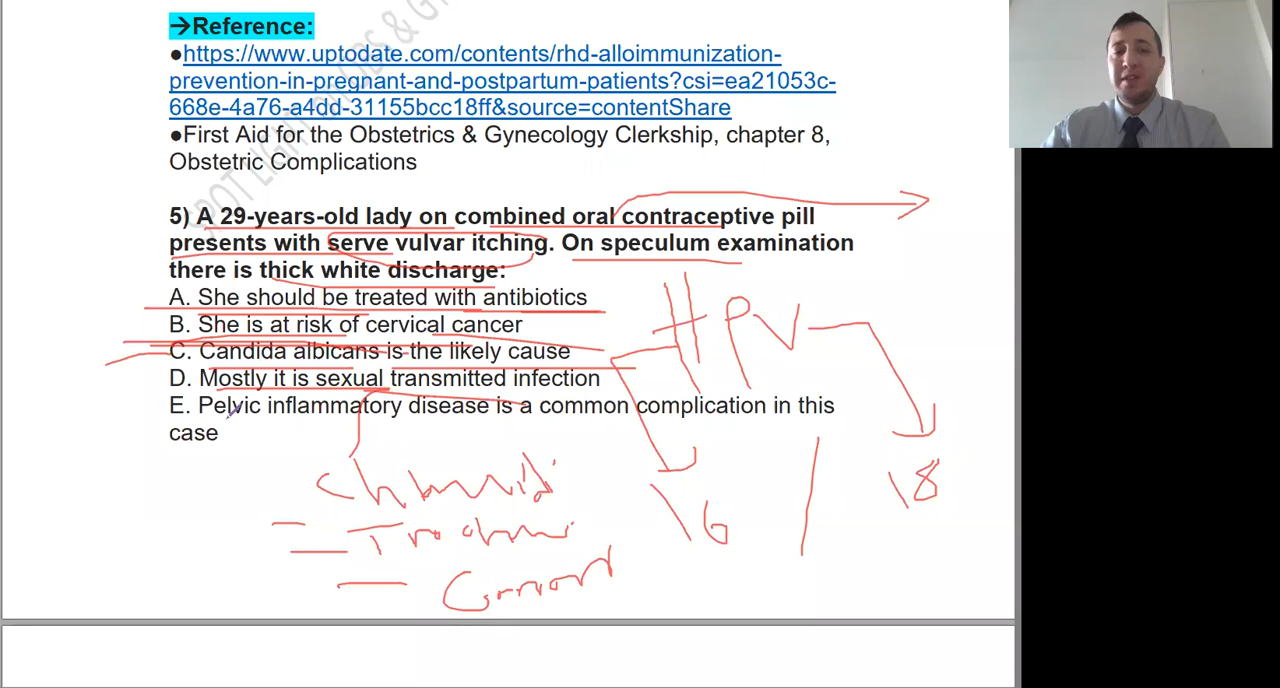 →Reference:
●https://www.uptodate.com/contents/rhd-alloimmunization-
prevention-in-pregnant-and-postpartum-patients?csi=ea21053c-
668e-4a76-a4dd-31155bcc18ff&source=contentShare
●First Aid for the Obstetrics & Gynecology Clerkship, chapter 8,
Obstetric Complications
5) A 29-years-old lady on combined oral contraceptive pill
presents with serve vulvar itching. On speculum examination
there is thick white discharge:
A. She should be treated with antibiotics
B. She is at risk of cervical cancer
C. Candida albicans is the likely cause
D. Mostly it is sexual transmitted infection
E. Pelvic inflammatory disease is a common complication in this
case
HPV
16
18
SPOT LIGHT OBS &